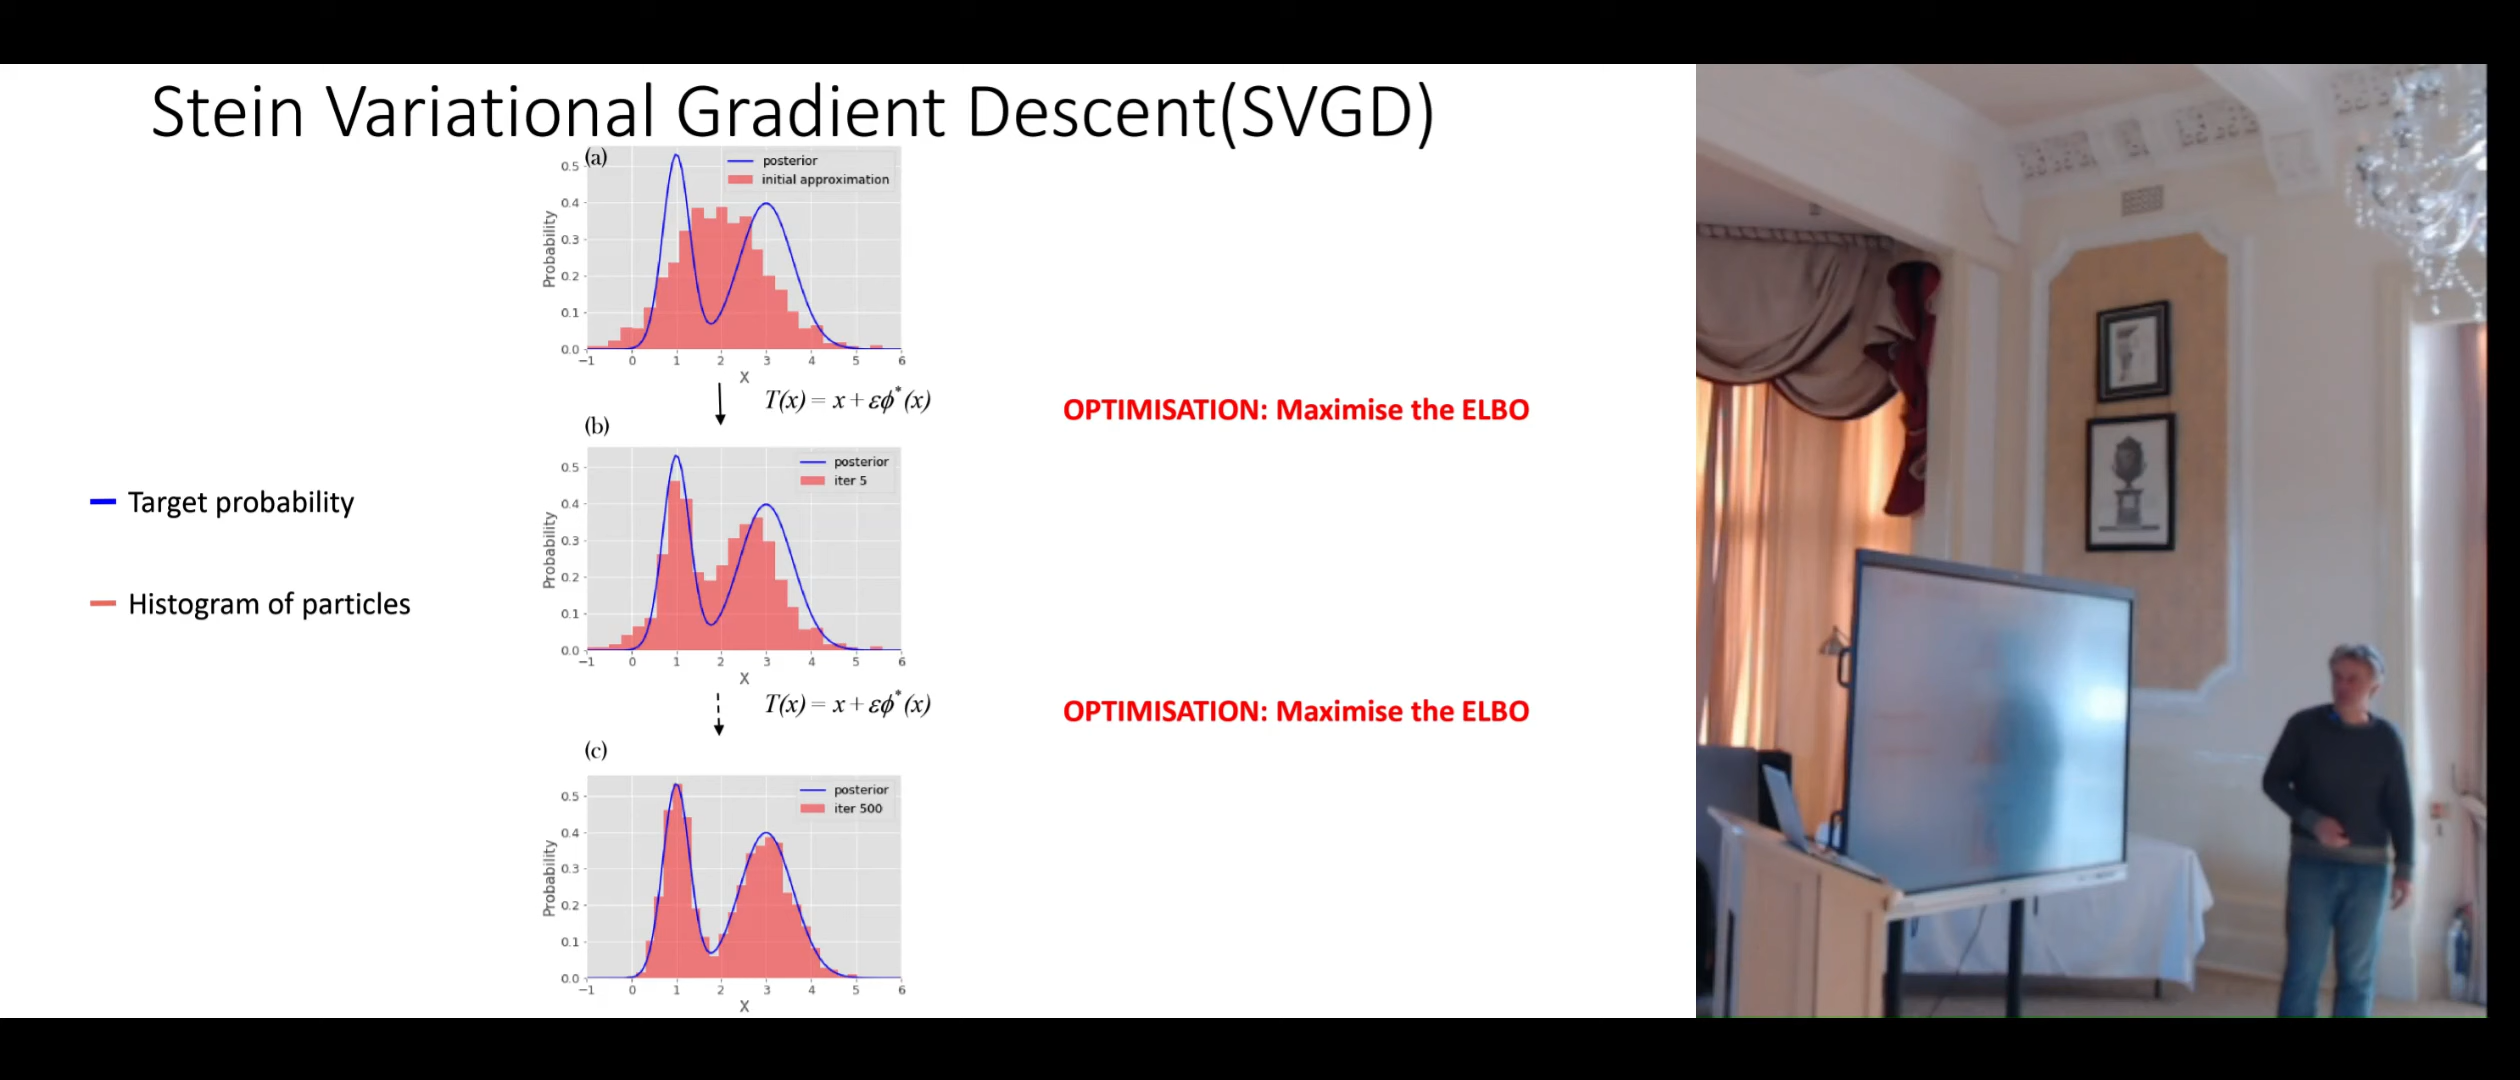 Stein Variational Gradient Descent(SVGD)
(a)
posterior
initial approximation
0.5
0.4
0.3
0.2
0.1
0.0
Probability
−1 0 1 2 3 4 5 6
X
T(x) = x + εϕ*(x)
OPTIMISATION: Maximise the ELBO
(b)
posterior
iter 5
0.5
0.4
0.3
0.2
0.1
0.0
Probability
−1 0 1 2 3 4 5 6
X
Target probability
Histogram of particles
T(x) = x + εϕ*(x)
OPTIMISATION: Maximise the ELBO
(c)
posterior
iter 500
0.5
0.4
0.3
0.2
0.1
0.0
Probability
−1 0 1 2 3 4 5 6
X